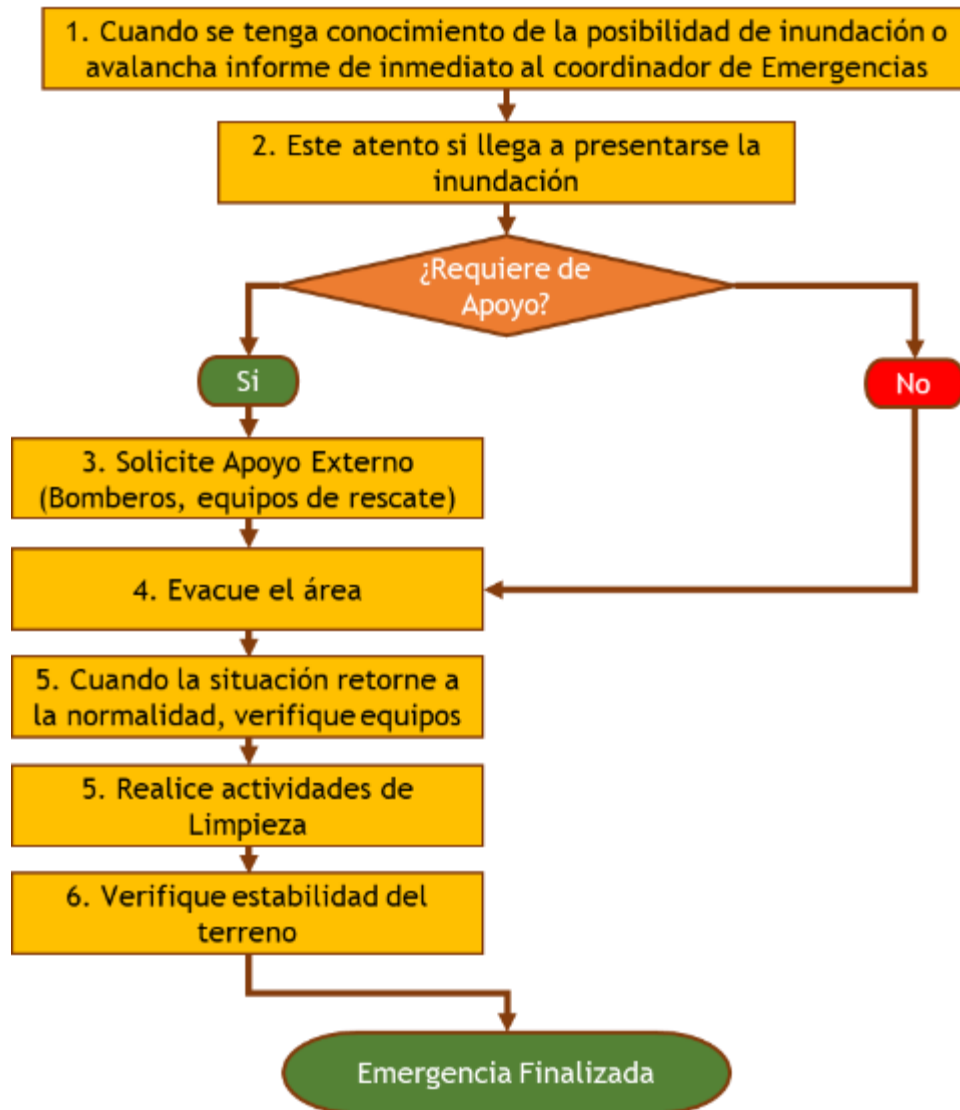 1. Cuando se tenga conocimiento de la posibilidad de inundación o
avalancha informe de inmediato al coordinador de Emergencias
2. Este atento si llega a presentarse la
inundación
¿Requiere de
Apoyo?
Si
No
3. Solicite Apoyo Externo
(Bomberos, equipos de rescate)
4. Evacue el área
5. Cuando la situación retorne a
la normalidad, verifique equipos
5. Realice actividades de
Limpieza
6. Verifique estabilidad del
terreno
Emergencia Finalizada